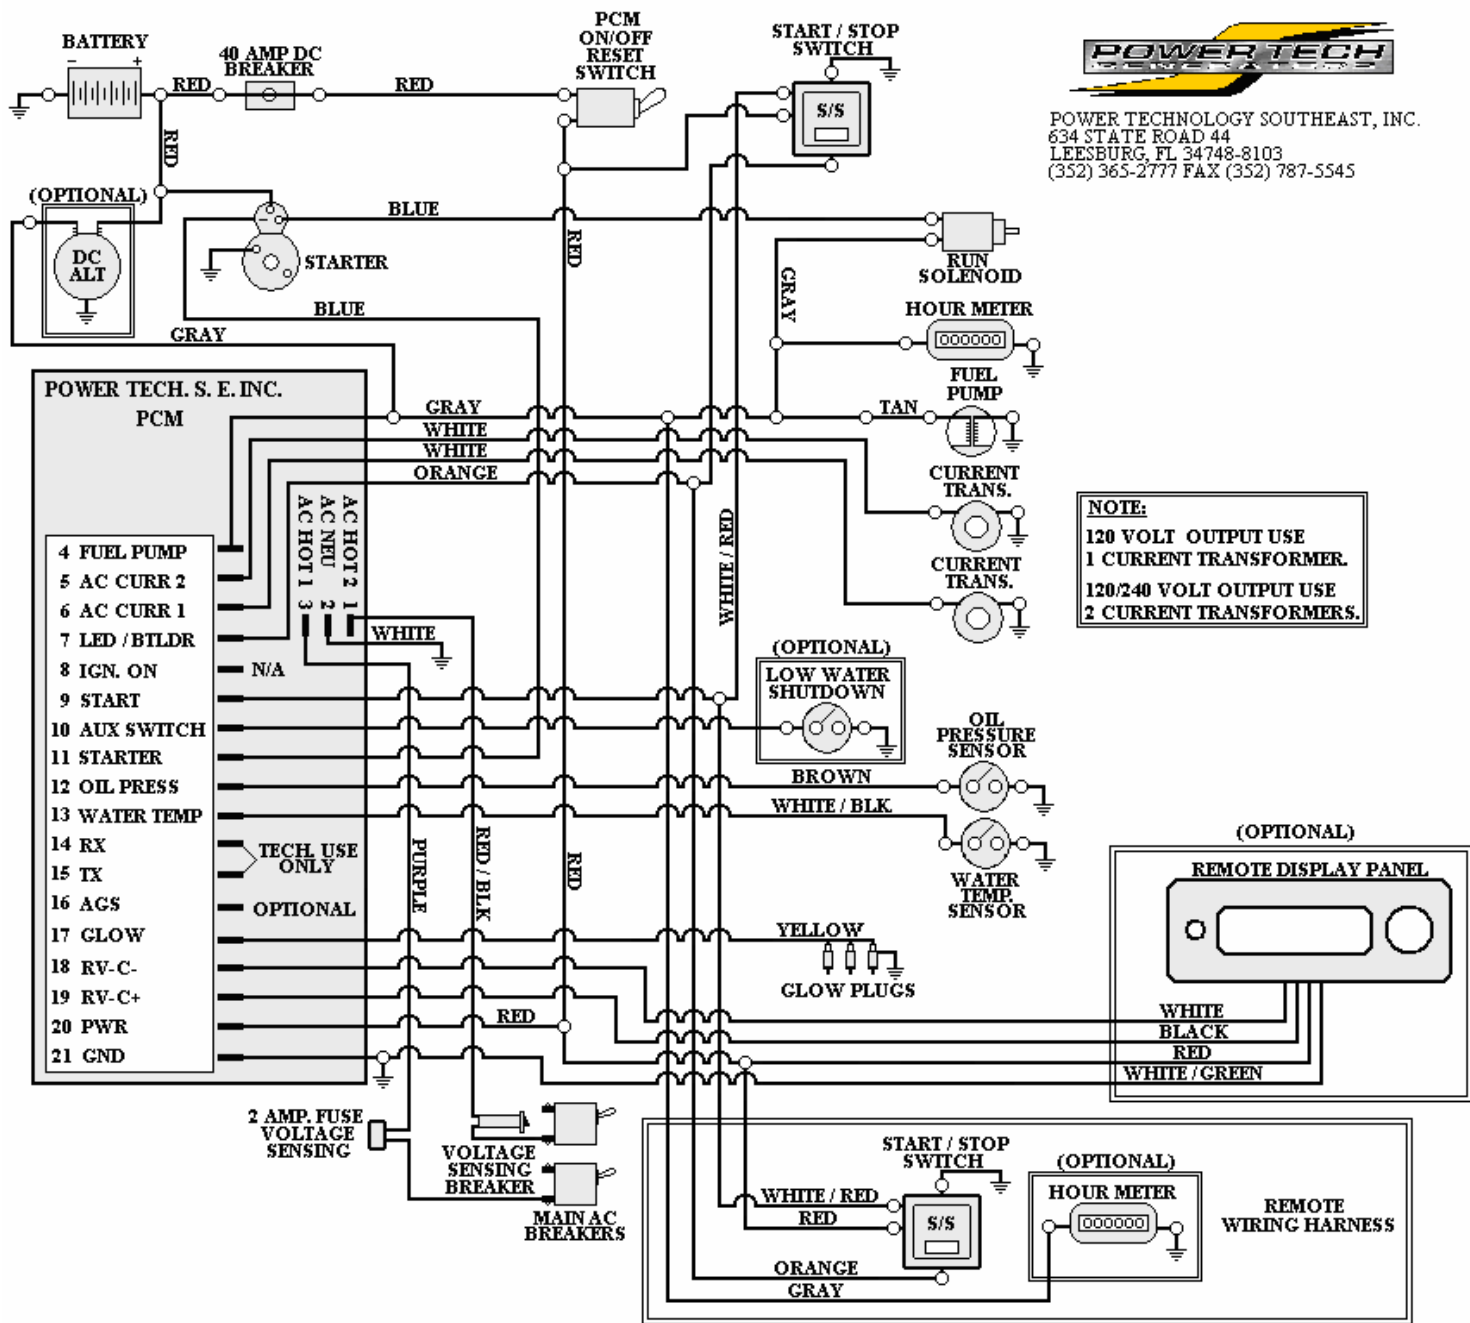 BATTERY
- +
40 AMP DC
BREAKER
RED
RED
RED
PCM
ON/OFF
RESET
SWITCH
START / STOP
SWITCH
S/S
POWER TECH
GENERATORS
POWER TECHNOLOGY SOUTHEAST, INC.
634 STATE ROAD 44
LEESBURG, FL 34748-8103
(352) 365-2777 FAX (352) 787-5545
(OPTIONAL)
DC
ALT
STARTER
BLUE
BLUE
GRAY
RED
GRAY
RUN
SOLENOID
HOUR METER
000000
FUEL
PUMP
TAN
POWER TECH. S. E. INC.
PCM
GRAY
WHITE
WHITE
ORANGE
CURRENT
TRANS.
CURRENT
TRANS.
WHITE / RED
NOTE:
120 VOLT OUTPUT USE
1 CURRENT TRANSFORMER.
120/240 VOLT OUTPUT USE
2 CURRENT TRANSFORMERS.
AC HOT 1 3
AC NEU 2
AC HOT 2 1
WHITE
4 FUEL PUMP
5 AC CURR 2
6 AC CURR 1
7 LED / BTLDR
8 IGN. ON N/A
9 START
10 AUX SWITCH
11 STARTER
12 OIL PRESS
13 WATER TEMP
14 RX
15 TX
TECH. USE
ONLY
16 AGS OPTIONAL
17 GLOW
18 RV-C-
19 RV-C+
20 PWR
21 GND
(OPTIONAL)
LOW WATER
SHUTDOWN
OIL
PRESSURE
SENSOR
BROWN
WHITE / BLK
WATER
TEMP.
SENSOR
PURPLE
RED / BLK
RED
YELLOW
GLOW PLUGS
RED
(OPTIONAL)
REMOTE DISPLAY PANEL
WHITE
BLACK
RED
WHITE / GREEN
2 AMP. FUSE
VOLTAGE
SENSING
VOLTAGE
SENSING
BREAKER
MAIN AC
BREAKERS
START / STOP
SWITCH
WHITE / RED
RED
S/S
ORANGE
GRAY
(OPTIONAL)
HOUR METER
000000
REMOTE
WIRING HARNESS